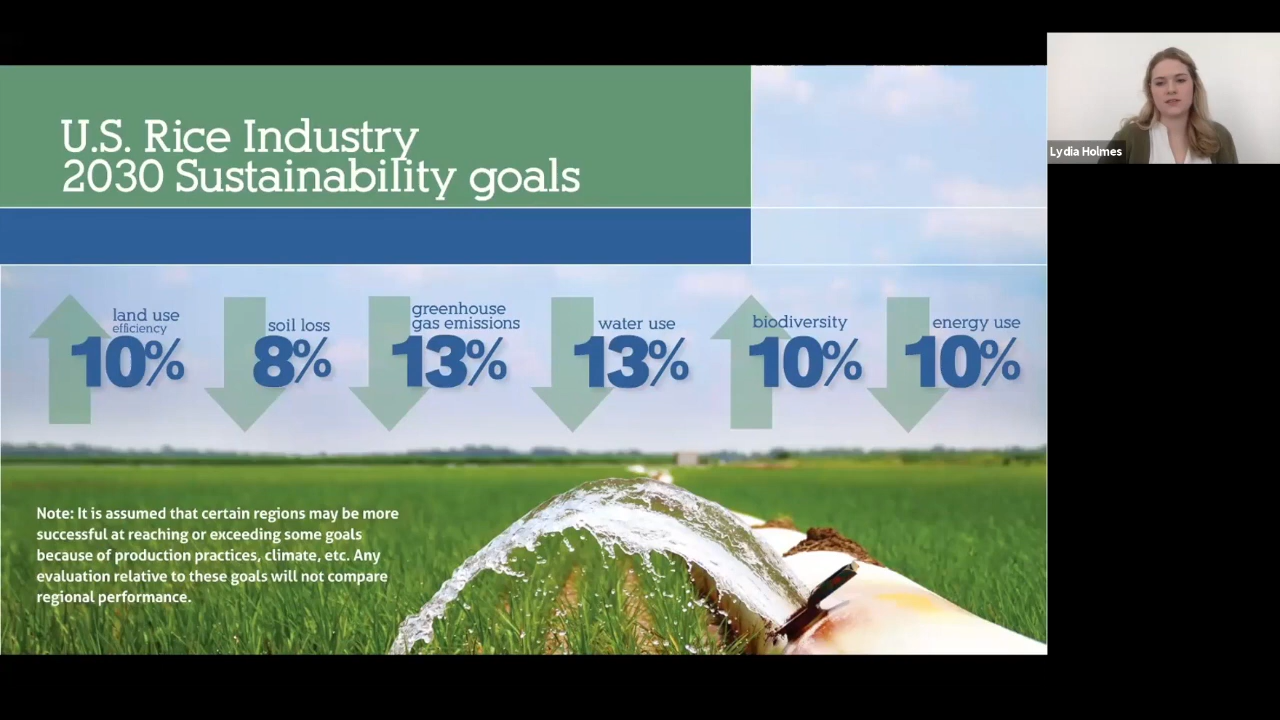 U.S. Rice Industry
2030 Sustainability goals
Lydia Holmes
land use
efficiency
10%
soil loss
8%
greenhouse
gas emissions
13%
water use
13%
biodiversity
10%
energy use
10%
Note: It is assumed that certain regions may be more
successful at reaching or exceeding some goals
because of production practices, climate, etc. Any
evaluation relative to these goals will not compare
regional performance.